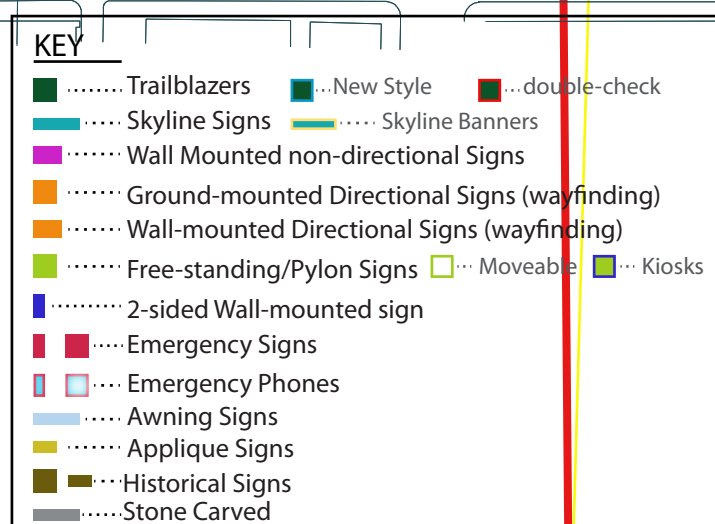 KEY
Trailblazers New Style double-check
Skyline Signs Skyline Banners
Wall Mounted non-directional Signs
Ground-mounted Directional Signs (wayfinding)
Wall-mounted Directional Signs (wayfinding)
Free-standing/Pylon Signs Moveable Kiosks
2-sided Wall-mounted sign
Emergency Signs
Emergency Phones
Awning Signs
Applique Signs
Historical Signs
Stone Carved